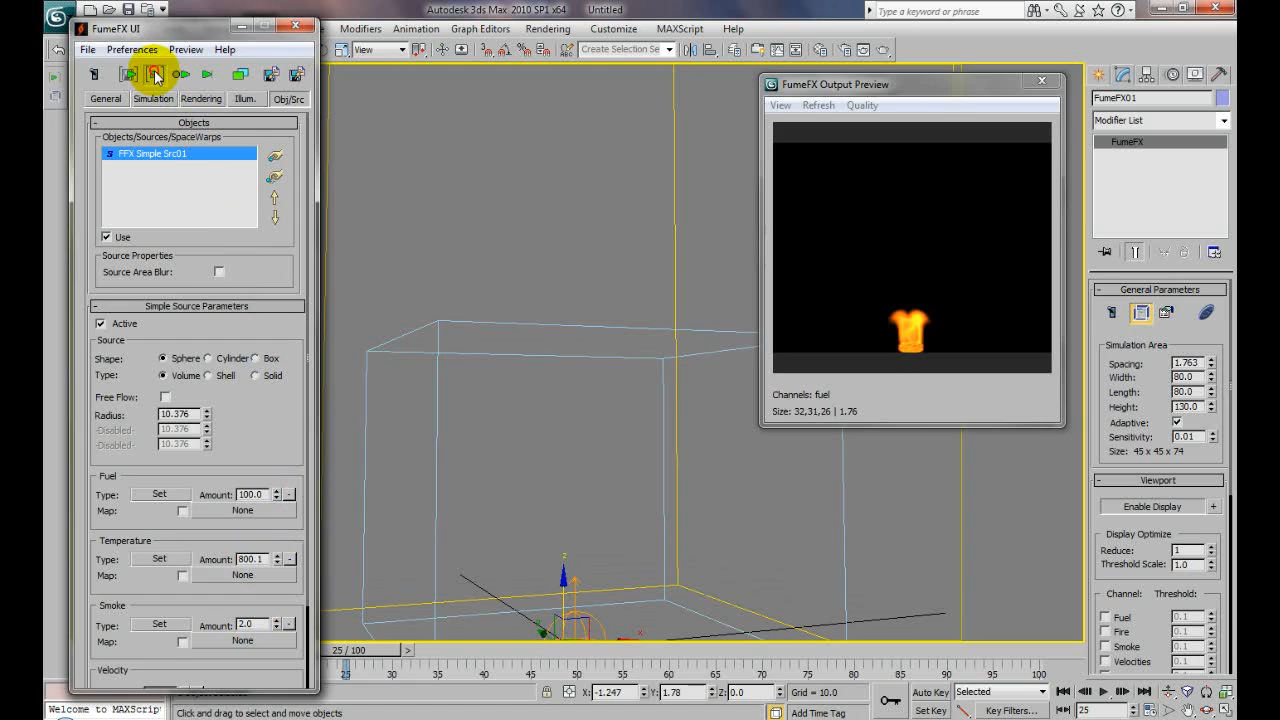 Autodesk 3ds Max 2010 SP1 x64 Untitled
Type a keyword or phrase
FumeFX UI
Modifiers Animation Graph Editors Rendering Customize MAXScript Help
File Preferences Preview Help
View
Create Selection Se
General Simulation Rendering Illum. Obj/Src
Objects
Objects/Sources/SpaceWarps
S FFX Simple Src01
Use
Source Properties
Source Area Blur:
Simple Source Parameters
Active
Source
Shape: Sphere Cylinder Box
Type: Volume Shell Solid
Free Flow:
Radius: 10.376
-Disabled- 10.376
-Disabled- 10.376
Fuel
Type: Set Amount: 100.0 -
Map: None
Temperature
Type: Set Amount: 800.1 -
Map: None
Smoke
Type: Set Amount: 2.0 -
Map: None
Velocity
FumeFX Output Preview
View Refresh Quality
Channels: fuel
Size: 32,31,26 | 1.76
z
x
FumeFX01
Modifier List
FumeFX
- General Parameters
Simulation Area
Spacing: 1.763
Width: 80.0
Length: 80.0
Height: 130.0
Adaptive:
Sensitivity: 0.01
Size: 45 x 45 x 74
- Viewport
Enable Display +
Display Optimize
Reduce: 1
Threshold Scale: 1.0
Channel: Threshold:
Fuel 0.1
Fire 0.1
Smoke 0.1
Velocities 0.1
25 / 100 >
25 30 35 40 45 50 55 60 65 70 75 80 85 90 95 100
X: -1.247 Y: 1.78 Z: 0.0 Grid = 10.0
Auto Key Selected
Welcome to MAXScript
Click and drag to select and move objects
Add Time Tag
Set Key Key Filters... 25